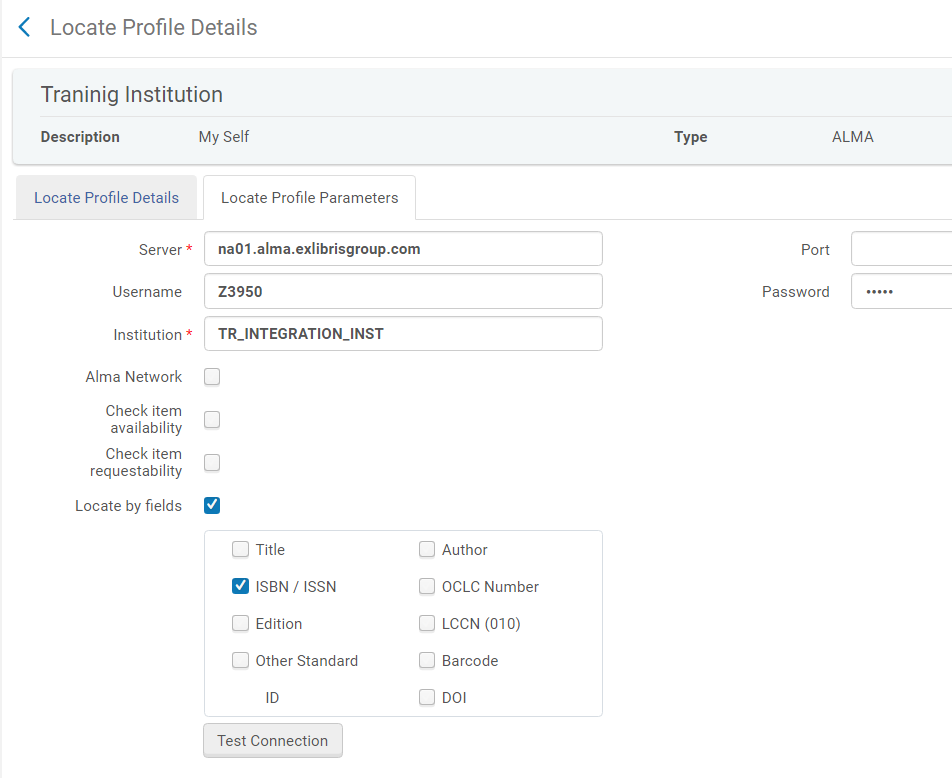 Locate Profile Details
Traninig Institution
Description My Self Type ALMA
Locate Profile Details Locate Profile Parameters
Server * na01.alma.exlibrisgroup.com Port
Username Z3950 Password •••••
Institution * TR_INTEGRATION_INST
Alma Network
Check item
availability
Check item
requestability
Locate by fields
Title Author
ISBN / ISSN OCLC Number
Edition LCCN (010)
Other Standard Barcode
ID DOI
Test Connection